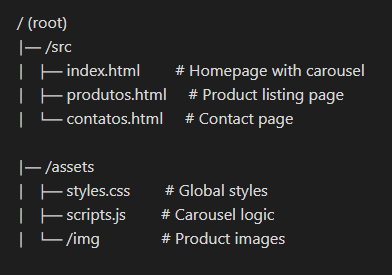 / (root)
|── /src
│   ├── index.html        # Homepage with carousel
│   ├── produtos.html     # Product listing page
│   └── contatos.html     # Contact page
|── /assets
│   ├── styles.css        # Global styles
│   ├── scripts.js        # Carousel logic
│   └── /img              # Product images